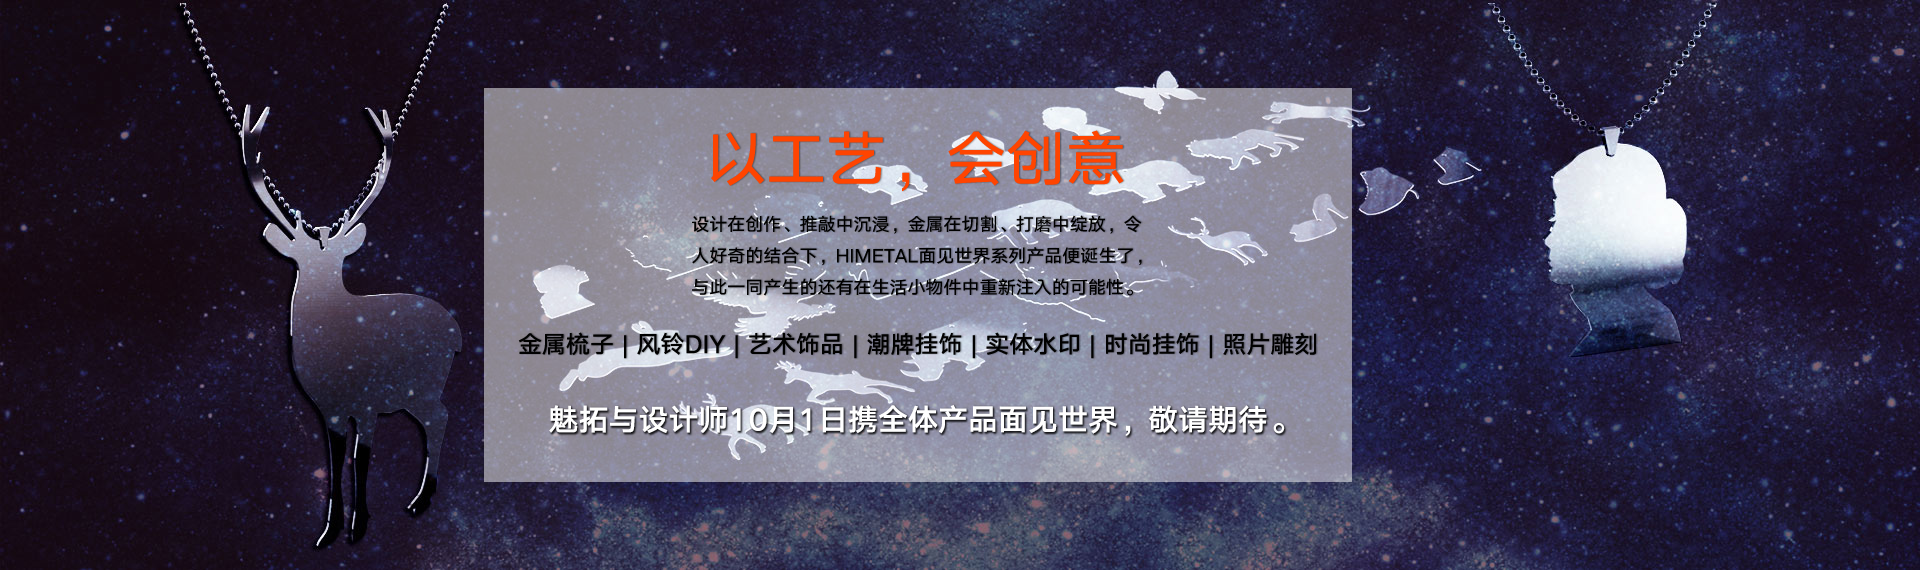 以工艺，会创意
设计在创作、推敲中沉浸，金属在切割、打磨中绽放，令
人好奇的结合下，HIMETAL面见世界系列产品便诞生了，
与此一同产生的还有在生活小物件中重新注入的可能性。
金属梳子 | 风铃DIY | 艺术饰品 | 潮牌挂饰 | 实体水印 | 时尚挂饰 | 照片雕刻
魅拓与设计师10月1日携全体产品面见世界，敬请期待。